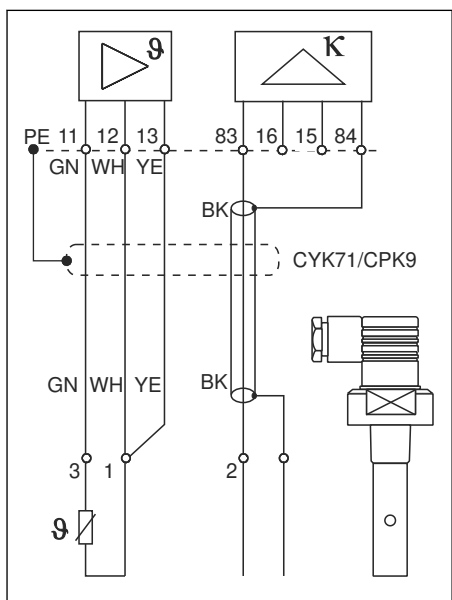 ϑ κ
PE 11 12 13 83 16 15 84
GN WH YE
BK
CYK71/CPK9
GN WH YE BK
3 1 2
ϑ